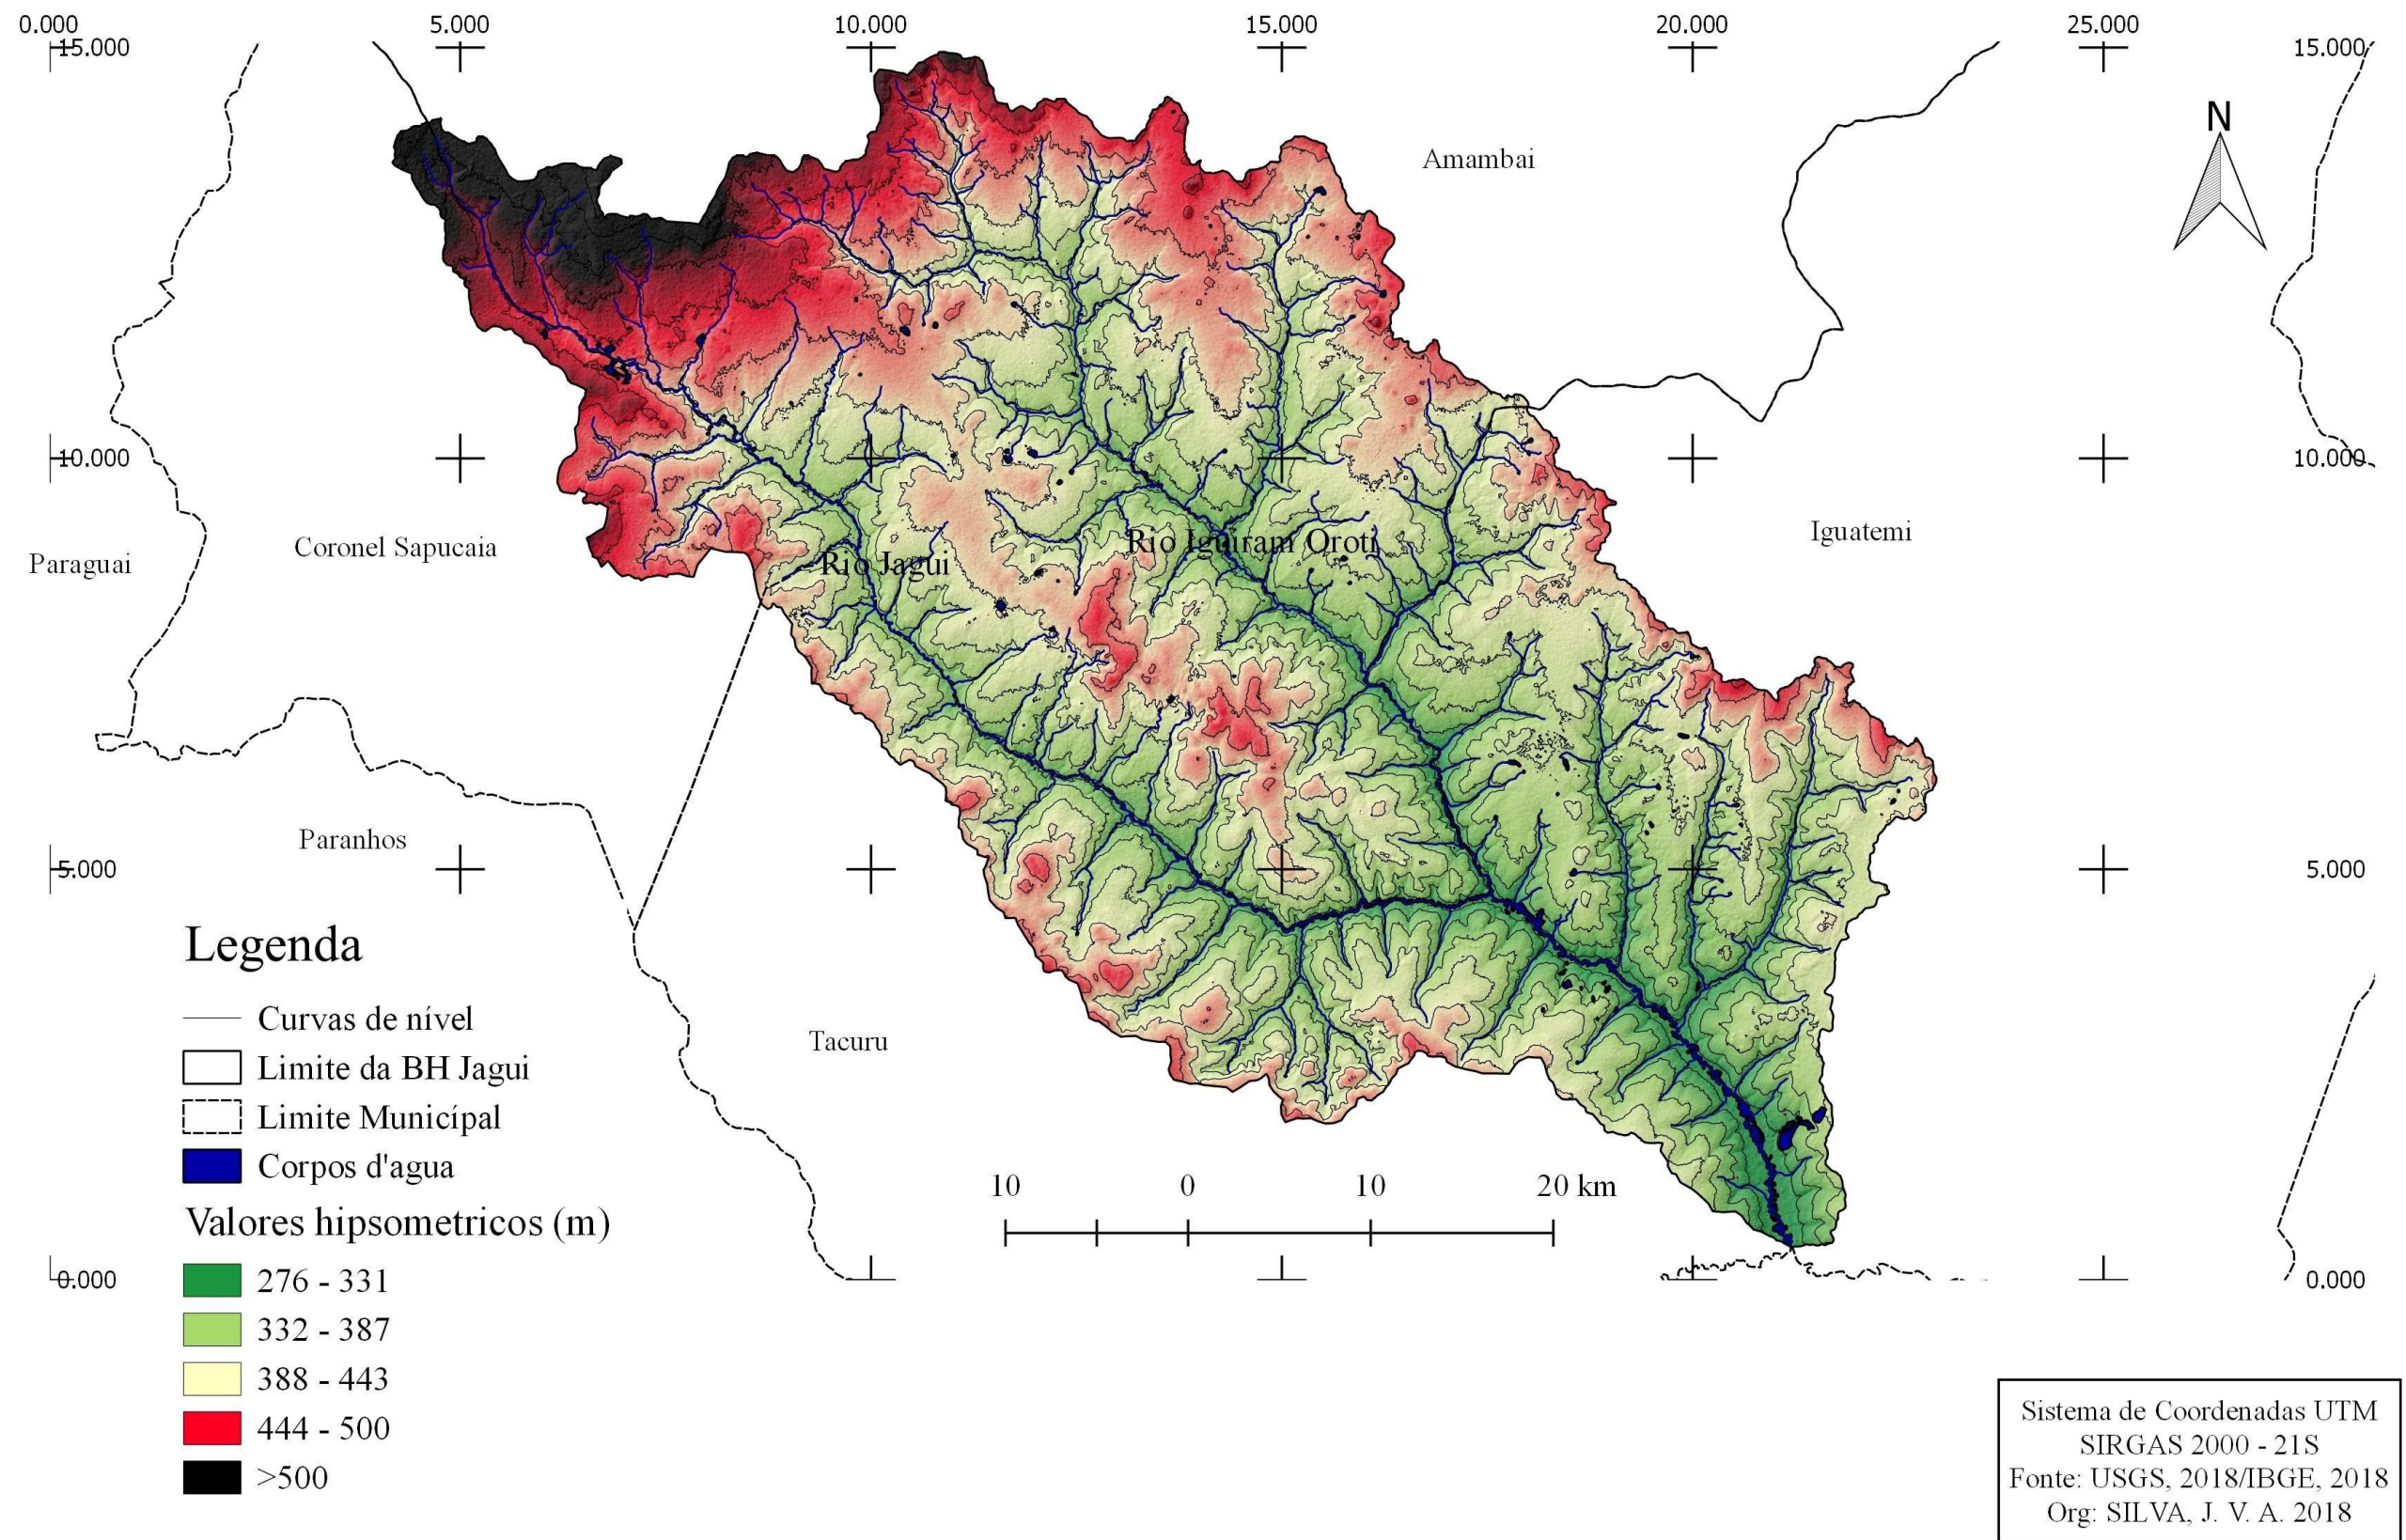 0.000 5.000 10.000 15.000 20.000 25.000
15.000 15.000
N
Amambai
10.000 10.000
Iguatemi
Rio Iguiram Oroti
Coronel Sapucaia
Rio Jagui
Paraguai
Paranhos
5.000 5.000
Tacuru
Legenda
Curvas de nível
Limite da BH Jagui
Limite Municípal
Corpos d'agua
Valores hipsometricos (m)
276 - 331
332 - 387
388 - 443
444 - 500
>500
10 0 10 20 km
0.000 0.000
Sistema de Coordenadas UTM
SIRGAS 2000 - 21S
Fonte: USGS, 2018/IBGE, 2018
Org: SILVA, J. V. A. 2018